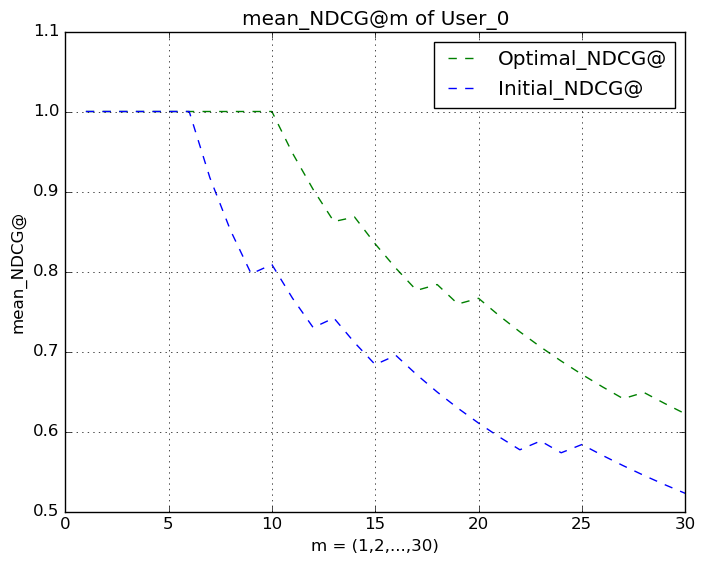 mean_NDCG@m of User_0
1.1
1.0
0.9
0.8
0.7
0.6
0.5
mean_NDCG@
Optimal_NDCG@
Initial_NDCG@
0 5 10 15 20 25 30
m = (1,2,...,30)